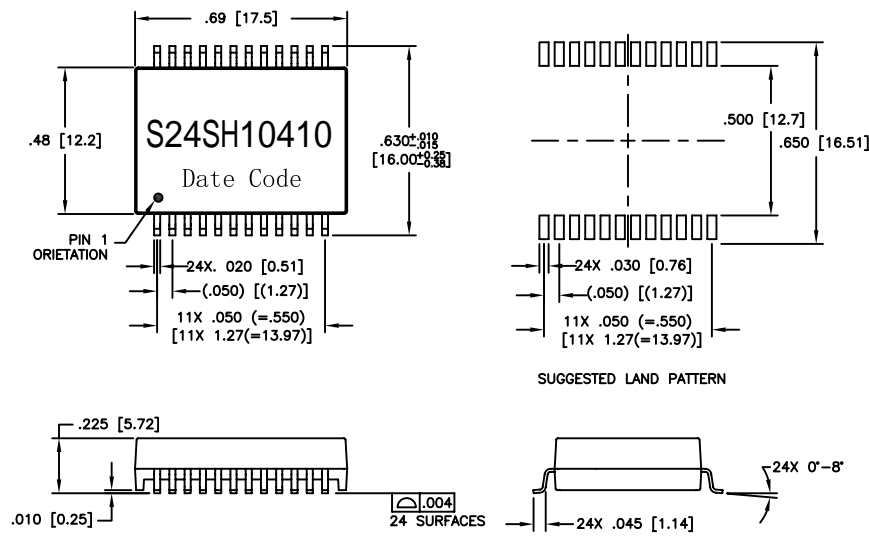 .69 [17.5]
.48 [12.2]
S24SH10410
Date Code
.630+.010 -.015
[16.00+0.25 -0.38]
PIN 1
ORIETATION
24X. .020 [0.51]
(.050) [(1.27)]
11X .050 (=.550)
[11X 1.27(=13.97)]
.500 [12.7]
.650 [16.51]
24X .030 [0.76]
(.050) [(1.27)]
11X .050 (=.550)
[11X 1.27(=13.97)]
SUGGESTED LAND PATTERN
.225 [5.72]
.010 [0.25]
.004
24 SURFACES
24X 0°-8°
24X .045 [1.14]